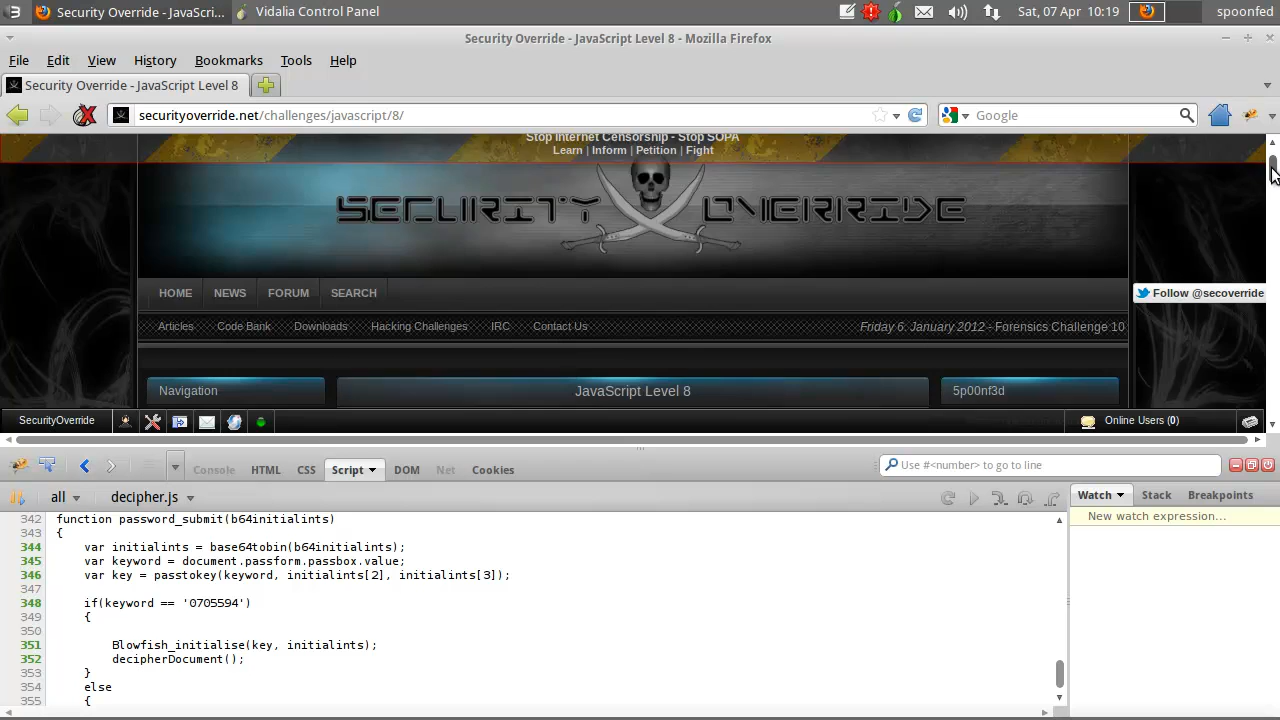 Security Override - JavaScri...
Vidalia Control Panel
Sat, 07 Apr 10:19
spoonfed
Security Override - JavaScript Level 8 - Mozilla Firefox
File Edit View History Bookmarks Tools Help
Security Override - JavaScript Level 8
securityoverride.net/challenges/javascript/8/
Google
Stop Internet Censorship - Stop SOPA
Learn | Inform | Petition | Fight
SECURITY OVERRIDE
HOME NEWS FORUM SEARCH
Follow @secoverride
Articles Code Bank Downloads Hacking Challenges IRC Contact Us
Friday 6. January 2012 - Forensics Challenge 10
Navigation
JavaScript Level 8
5p00nf3d
SecurityOverride
Online Users (0)
Console HTML CSS Script DOM Net Cookies
Use #<number> to go to line
all decipher.js
Watch Stack Breakpoints
New watch expression...
342 function password_submit(b64initialints)
343 {
344 var initialints = base64tobin(b64initialints);
345 var keyword = document.passform.passbox.value;
346 var key = passtokey(keyword, initialints[2], initialints[3]);
347
348 if(keyword == '0705594')
349 {
350
351 Blowfish_initialise(key, initialints);
352 decipherDocument();
353 }
354 else
355 {